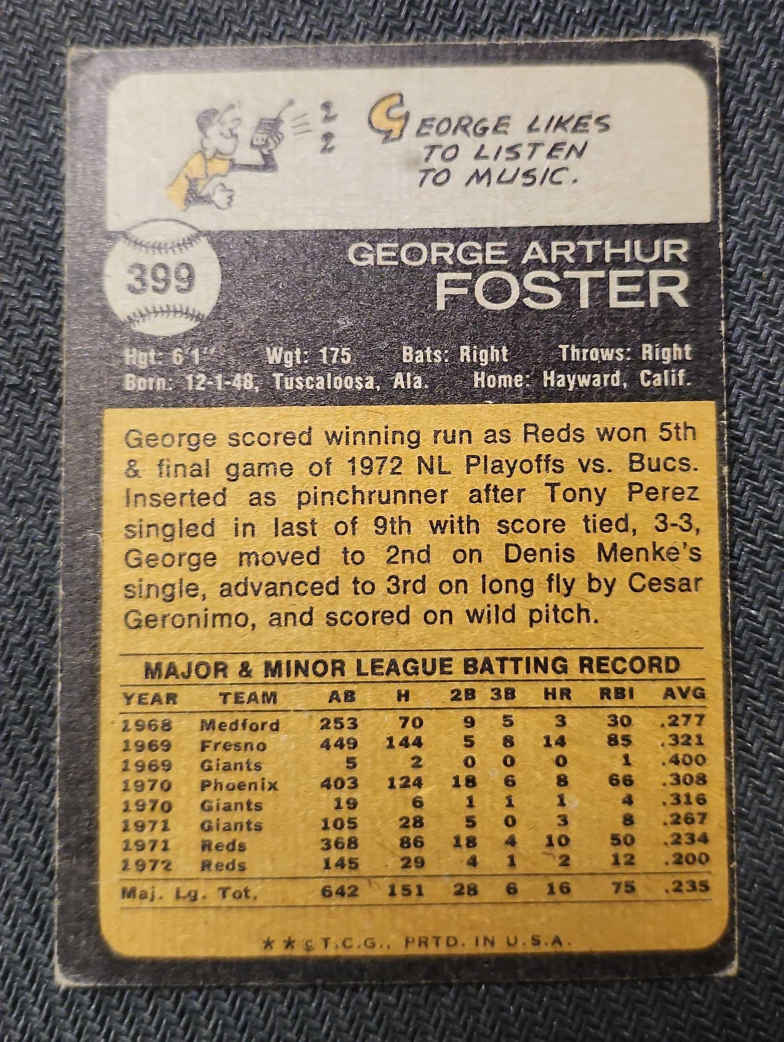 GEORGE LIKES
TO LISTEN
TO MUSIC.
399
GEORGE ARTHUR
FOSTER
Hgt: 6'1" Wgt: 175 Bats: Right Throws: Right
Born: 12-1-48, Tuscaloosa, Ala. Home: Hayward, Calif.
George scored winning run as Reds won 5th
& final game of 1972 NL Playoffs vs. Bucs.
Inserted as pinchrunner after Tony Perez
singled in last of 9th with score tied, 3-3,
George moved to 2nd on Denis Menke's
single, advanced to 3rd on long fly by Cesar
Geronimo, and scored on wild pitch.
MAJOR & MINOR LEAGUE BATTING RECORD
YEAR TEAM AB H 2B 3B HR RBI AVG
1968 Medford 253 70 9 5 3 30 .277
1969 Fresno 449 144 5 8 14 85 .321
1969 Giants 5 2 0 0 0 1 .400
1970 Phoenix 403 124 18 6 8 66 .308
1970 Giants 19 6 1 1 1 4 .316
1971 Giants 105 28 5 0 3 8 .267
1971 Reds 368 86 18 4 10 50 .234
1972 Reds 145 29 4 1 2 12 .200
Maj. Lg. Tot. 642 151 28 6 16 75 .235
** © T.C.G., PRTD. IN U.S.A.